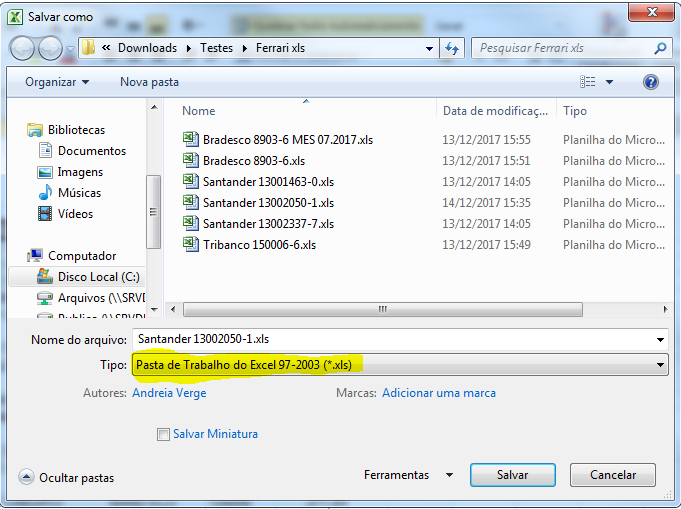 Salvar como
« Downloads Testes Ferrari xls
Pesquisar Ferrari xls
Organizar Nova pasta
Nome Data de modificaç... Tipo
Bibliotecas
Documentos
Imagens
Músicas
Vídeos
Computador
Disco Local (C:)
Arquivos (\\SRVD
Bradesco 8903-6 MES 07.2017.xls 13/12/2017 15:55 Planilha do Micro...
Bradesco 8903-6.xls 13/12/2017 15:51 Planilha do Micro...
Santander 13001463-0.xls 13/12/2017 14:05 Planilha do Micro...
Santander 13002050-1.xls 14/12/2017 15:35 Planilha do Micro...
Santander 13002337-7.xls 13/12/2017 14:05 Planilha do Micro...
Tribanco 150006-6.xls 13/12/2017 15:49 Planilha do Micro...
Nome do arquivo: Santander 13002050-1.xls
Tipo: Pasta de Trabalho do Excel 97-2003 (*.xls)
Autores: Andreia Verge Marcas: Adicionar uma marca
Salvar Miniatura
Ocultar pastas Ferramentas Salvar Cancelar